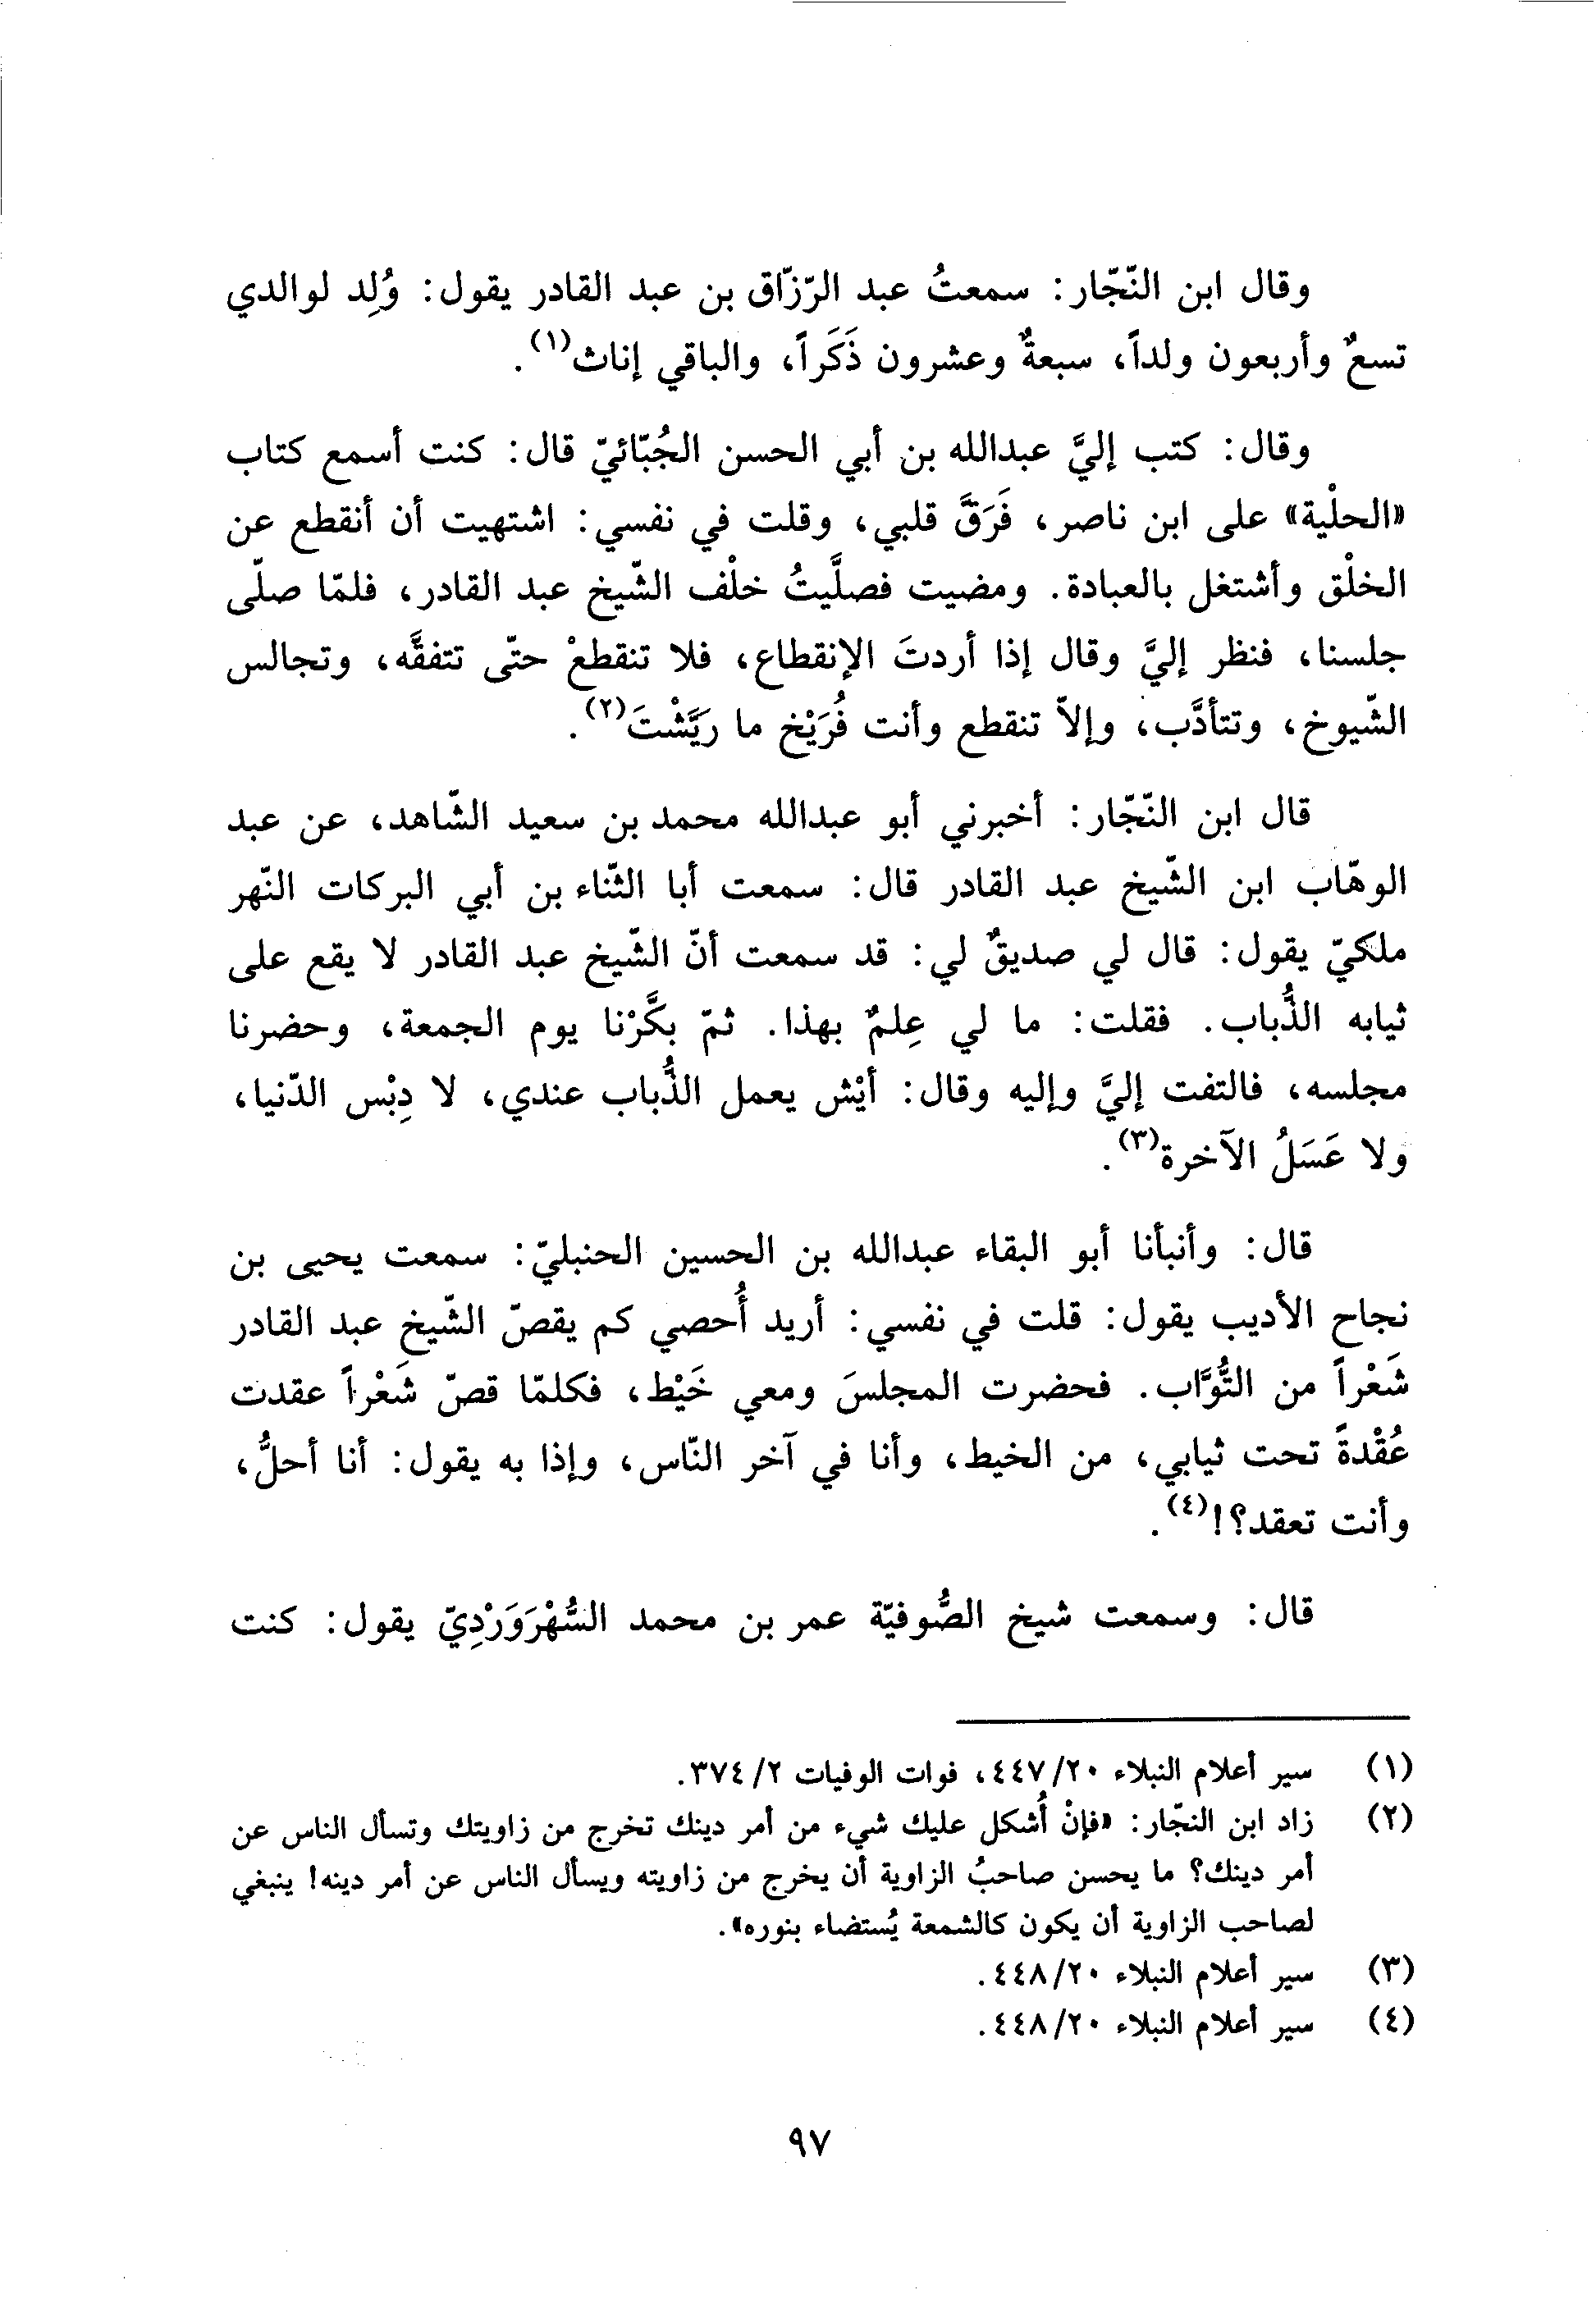 وقال ابن النّجّار: سمعتُ عبد الرّزّاق بن عبد القادر يقول: وُلِد لوالدي
تسعٌ وأربعون ولداً، سبعةٌ وعشرون ذَكَراً، والباقي إناث(١).
وقال: كتب إليَّ عبدالله بن أبي الحسن الجُبّائيّ قال: كنت أسمع كتاب
«الحلْية» على ابن ناصر، فَرَقَّ قلبي، وقلت في نفسي: اشتهيت أن أنقطع عن
الخلْق وأشتغل بالعبادة. ومضيت فصلَّيتُ خلْف الشّيخ عبد القادر، فلمّا صلّى
جلسنا، فنظر إليَّ وقال إذا أردتَ الإنقطاع، فلا تنقطعْ حتّى تتفقَّه، وتجالس
الشّيوخ، وتتأدَّب، وإلاّ تنقطع وأنت فُرَيْخ ما رَيَّشْتَ(٢).
قال ابن النّجّار: أخبرني أبو عبدالله محمد بن سعيد الشّاهد، عن عبد
الوهّاب ابن الشّيخ عبد القادر قال: سمعت أبا الثّناء بن أبي البركات النّهر
ملكيّ يقول: قال لي صديقٌ لي: قد سمعت أنّ الشّيخ عبد القادر لا يقع على
ثيابه الذُّباب. فقلت: ما لي عِلمٌ بهذا. ثمّ بكَّرْنا يوم الجمعة، وحضرنا
مجلسه، فالتفت إليَّ وإليه وقال: أيْش يعمل الذُّباب عندي، لا دِبْس الدّنيا،
ولا عَسَلُ الآخرة(٣).
قال: وأنبأنا أبو البقاء عبدالله بن الحسين الحنبليّ: سمعت يحيى بن
نجاح الأديب يقول: قلت في نفسي: أريد أُحصي كم يقصّ الشّيخ عبد القادر
شَعْراً من التُّوَّاب. فحضرت المجلسَ ومعي خَيْط، فكلمّا قصّ شَعْراً عقدت
عُقْدةً تحت ثيابي، من الخيط، وأنا في آخر النّاس، وإذا به يقول: أنا أحلُّ،
وأنت تعقد؟!(٤).
قال: وسمعت شيخ الصُّوفيّة عمر بن محمد السُّهْرَوَرْدِيّ يقول: كنت
(١) سير أعلام النبلاء ٢٠/٤٤٧، فوات الوفيات ٢/٣٧٤.
(٢) زاد ابن النجّار: «فإنْ أُشكل عليك شيء من أمر دينك تخرج من زاويتك وتسأل الناس عن
أمر دينك؟ ما يحسن صاحبُ الزاوية أن يخرج من زاويته ويسأل الناس عن أمر دينه! ينبغي
لصاحب الزاوية أن يكون كالشمعة يُستضاء بنوره».
(٣) سير أعلام النبلاء ٢٠/٤٤٨.
(٤) سير أعلام النبلاء ٢٠/٤٤٨.
٩٧